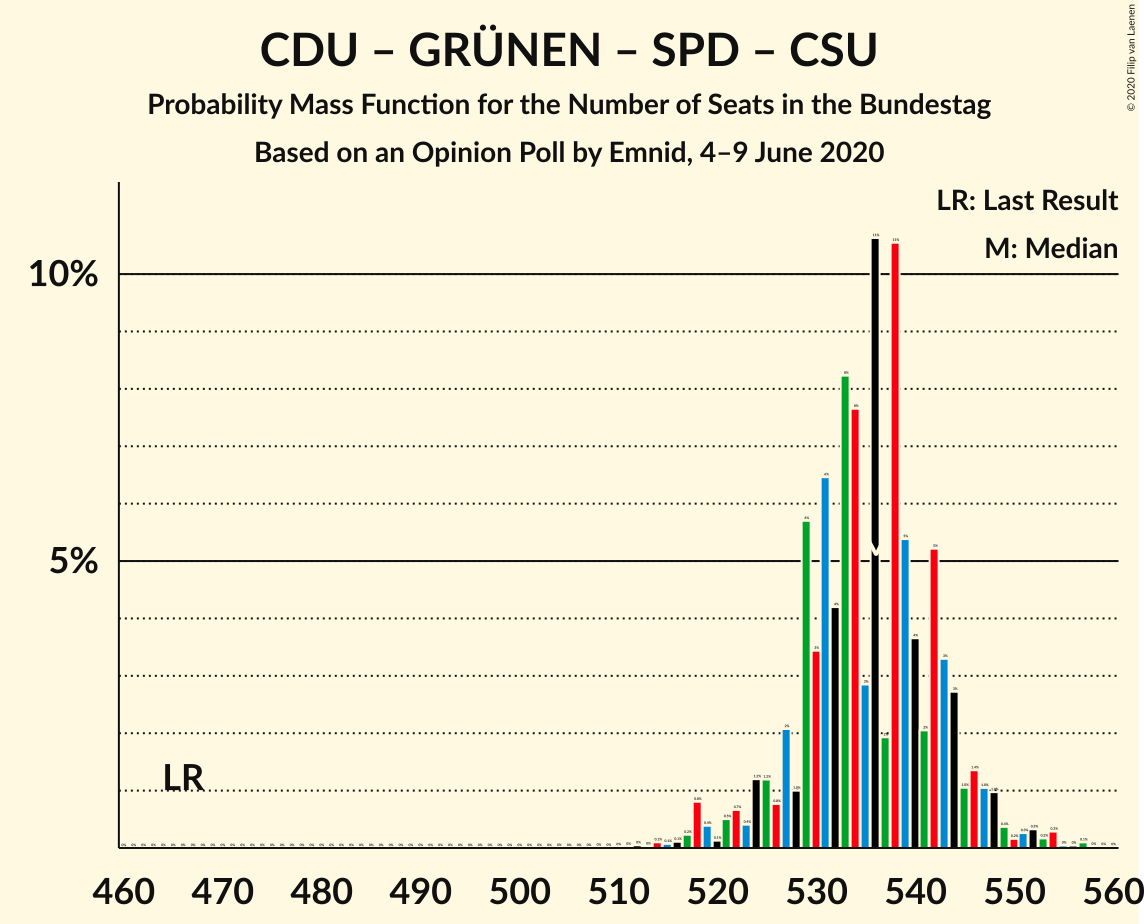 CDU – GRÜNEN – SPD – CSU
Probability Mass Function for the Number of Seats in the Bundestag
Based on an Opinion Poll by Emnid, 4–9 June 2020
© 2020 Filip van Laenen
LR: Last Result
M: Median
10%
5%
LR
M
460 470 480 490 500 510 520 530 540 550 560